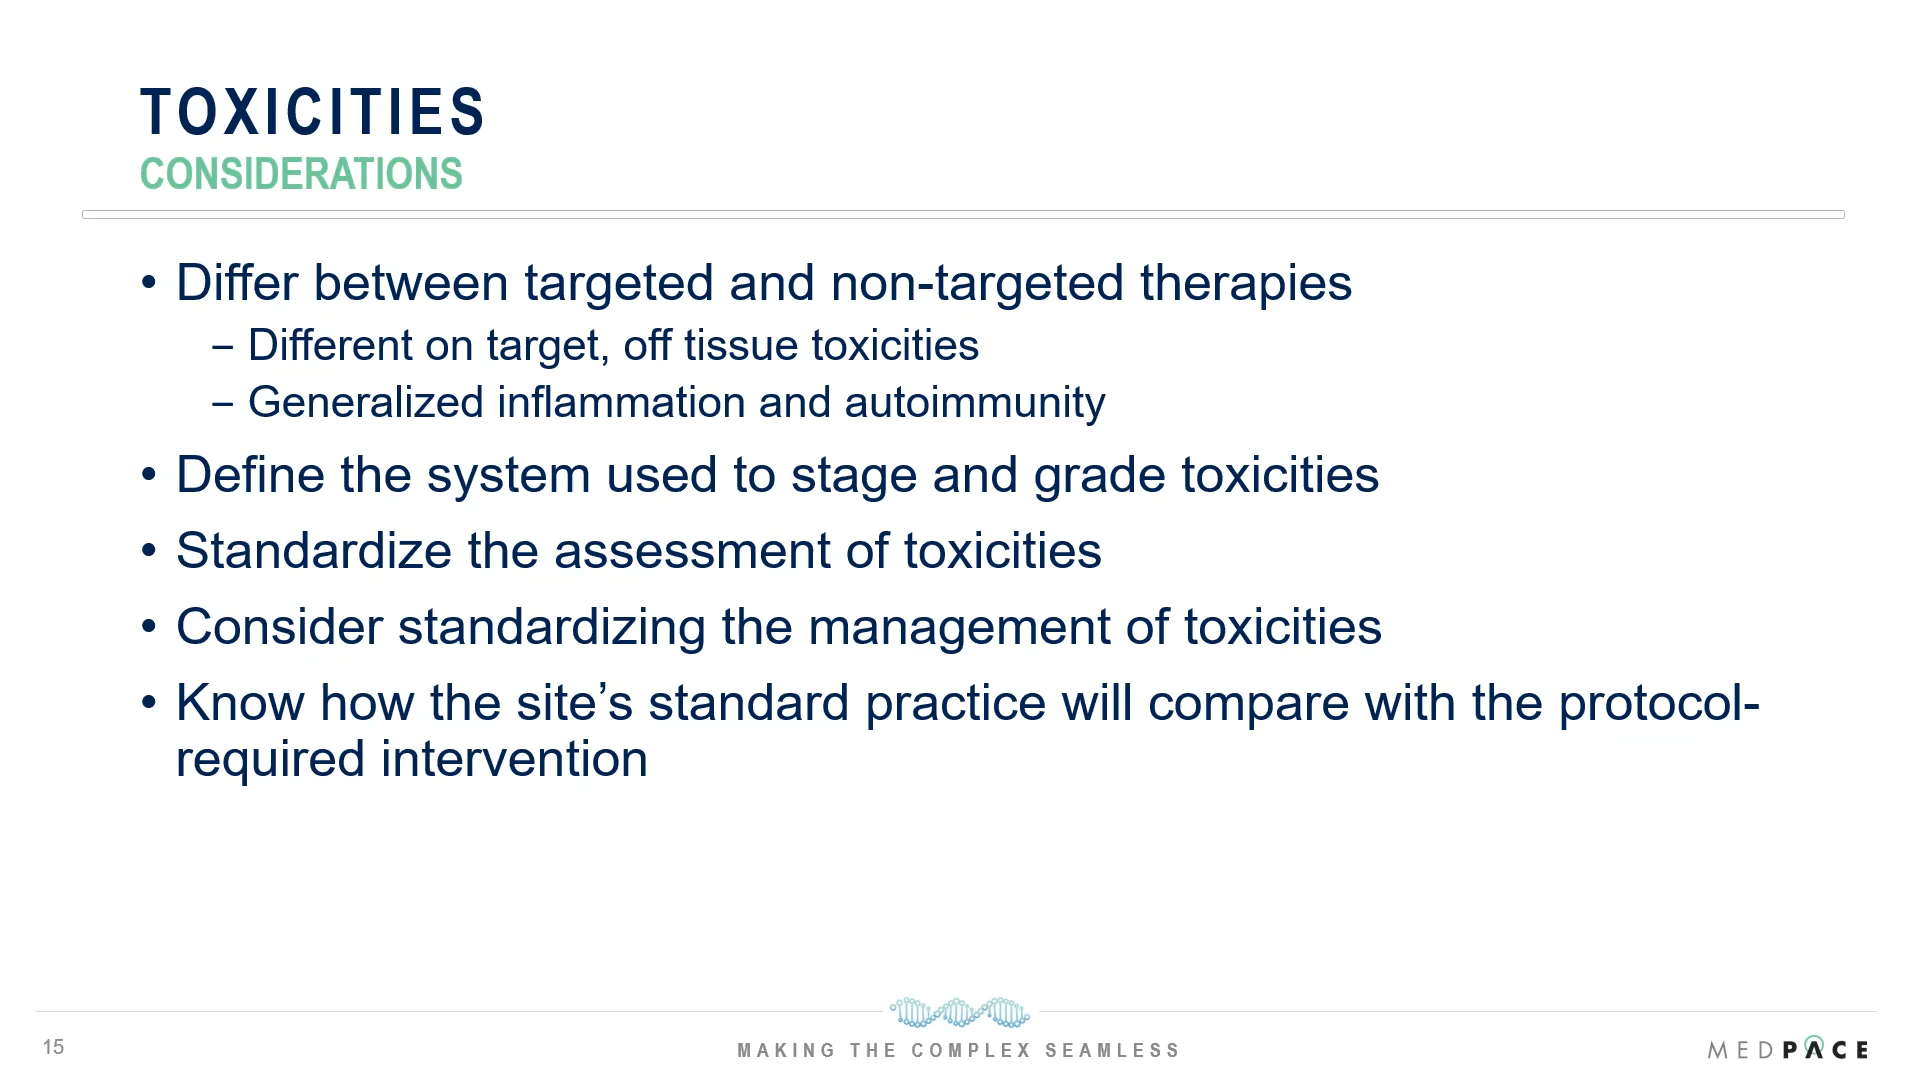 TOXICITIES
CONSIDERATIONS
• Differ between targeted and non-targeted therapies
– Different on target, off tissue toxicities
– Generalized inflammation and autoimmunity
• Define the system used to stage and grade toxicities
• Standardize the assessment of toxicities
• Consider standardizing the management of toxicities
• Know how the site’s standard practice will compare with the protocol-
required intervention
15
MAKING THE COMPLEX SEAMLESS
MEDPACE